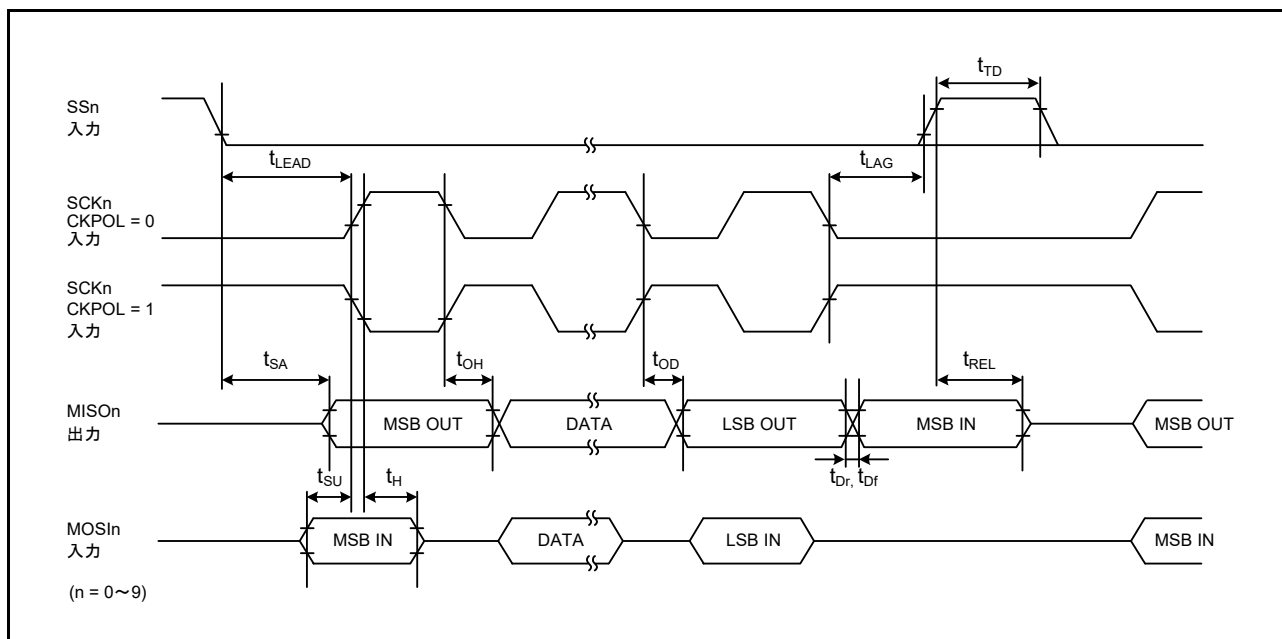 tTD
SSn
入力
tLEAD
tLAG
SCKn
CKPOL = 0
入力
SCKn
CKPOL = 1
入力
tSA
tOH
tOD
tREL
MISOn
出力
MSB OUT
DATA
LSB OUT
MSB IN
MSB OUT
tSU
tH
tDr, tDf
MOSIn
入力
MSB IN
DATA
LSB IN
MSB IN
(n = 0～9)